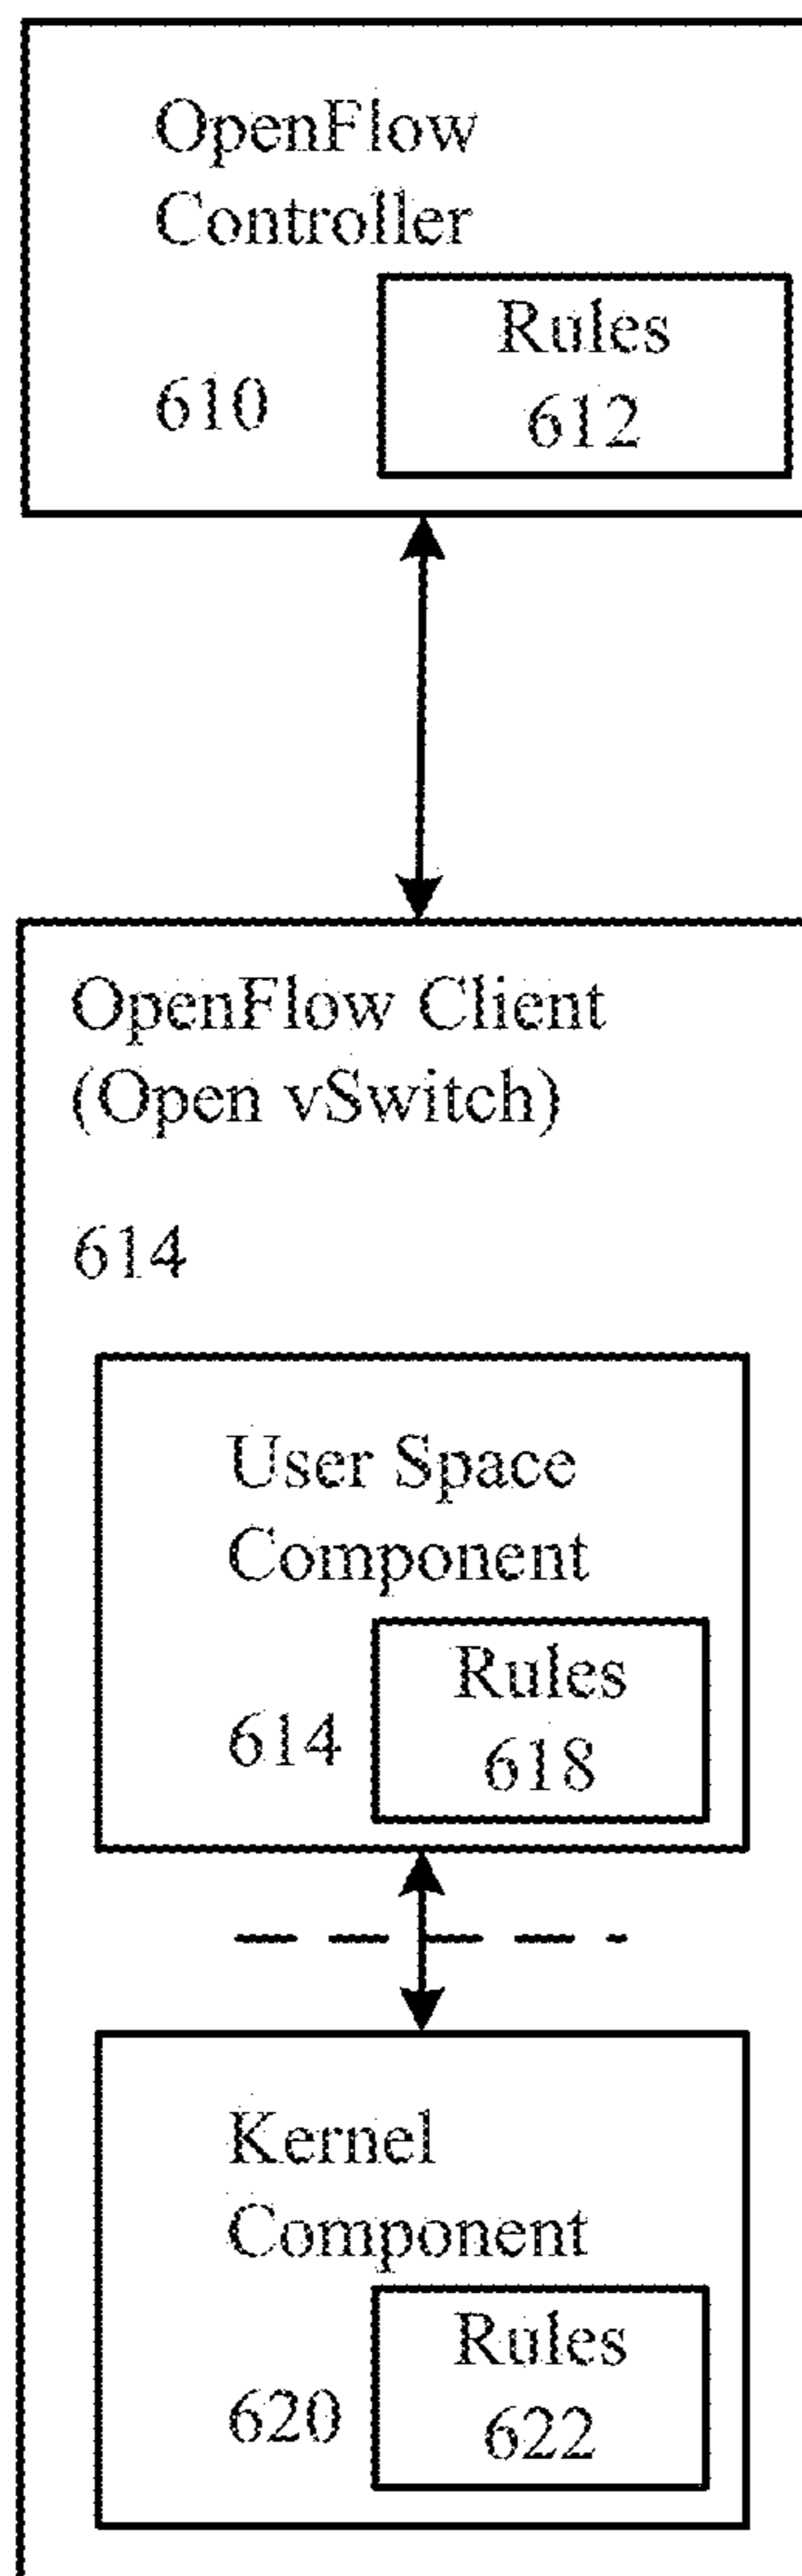 OpenFlow
Controller
Rules
610
612
OpenFlow Client
(Open vSwitch)
614
User Space
Component
Rules
614
618
Kernel
Component
Rules
620
622